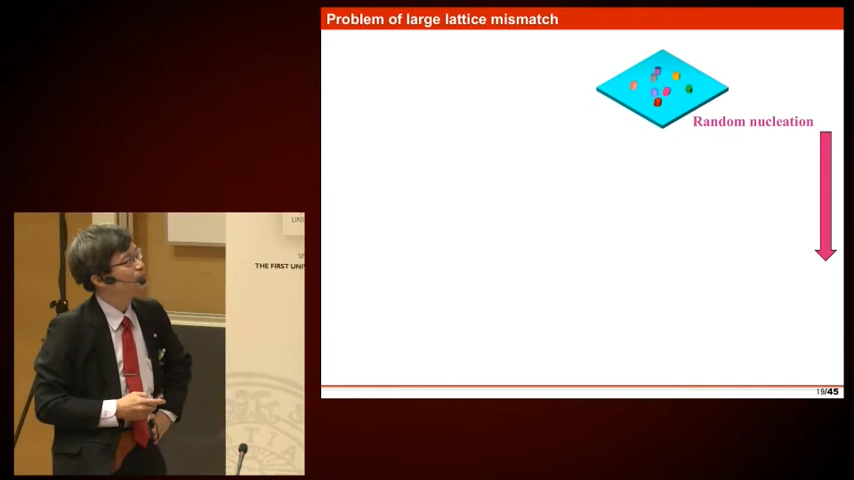 Problem of large lattice mismatch
Random nucleation
THE FIRST UNI
19/45